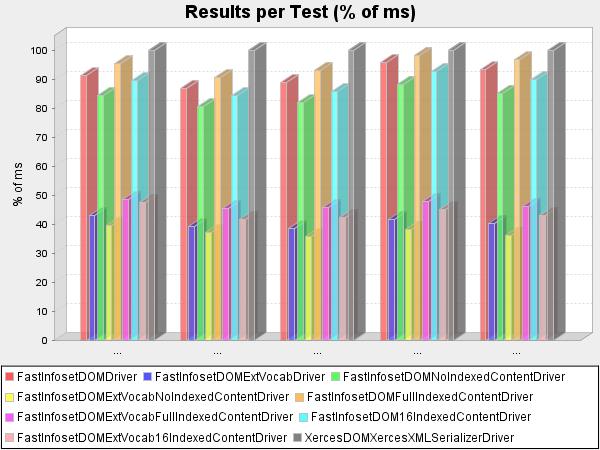 Results per Test (% of ms)
% of ms
100
90
80
70
60
50
40
30
20
10
0
... ... ... ... ...
FastInfosetDOMDriver FastInfosetDOMExtVocabDriver FastInfosetDOMNoIndexedContentDriver
FastInfosetDOMExtVocabNoIndexedContentDriver FastInfosetDOMFullIndexedContentDriver
FastInfosetDOMExtVocabFullIndexedContentDriver FastInfosetDOM16IndexedContentDriver
FastInfosetDOMExtVocab16IndexedContentDriver XercesDOMXercesXMLSerializerDriver